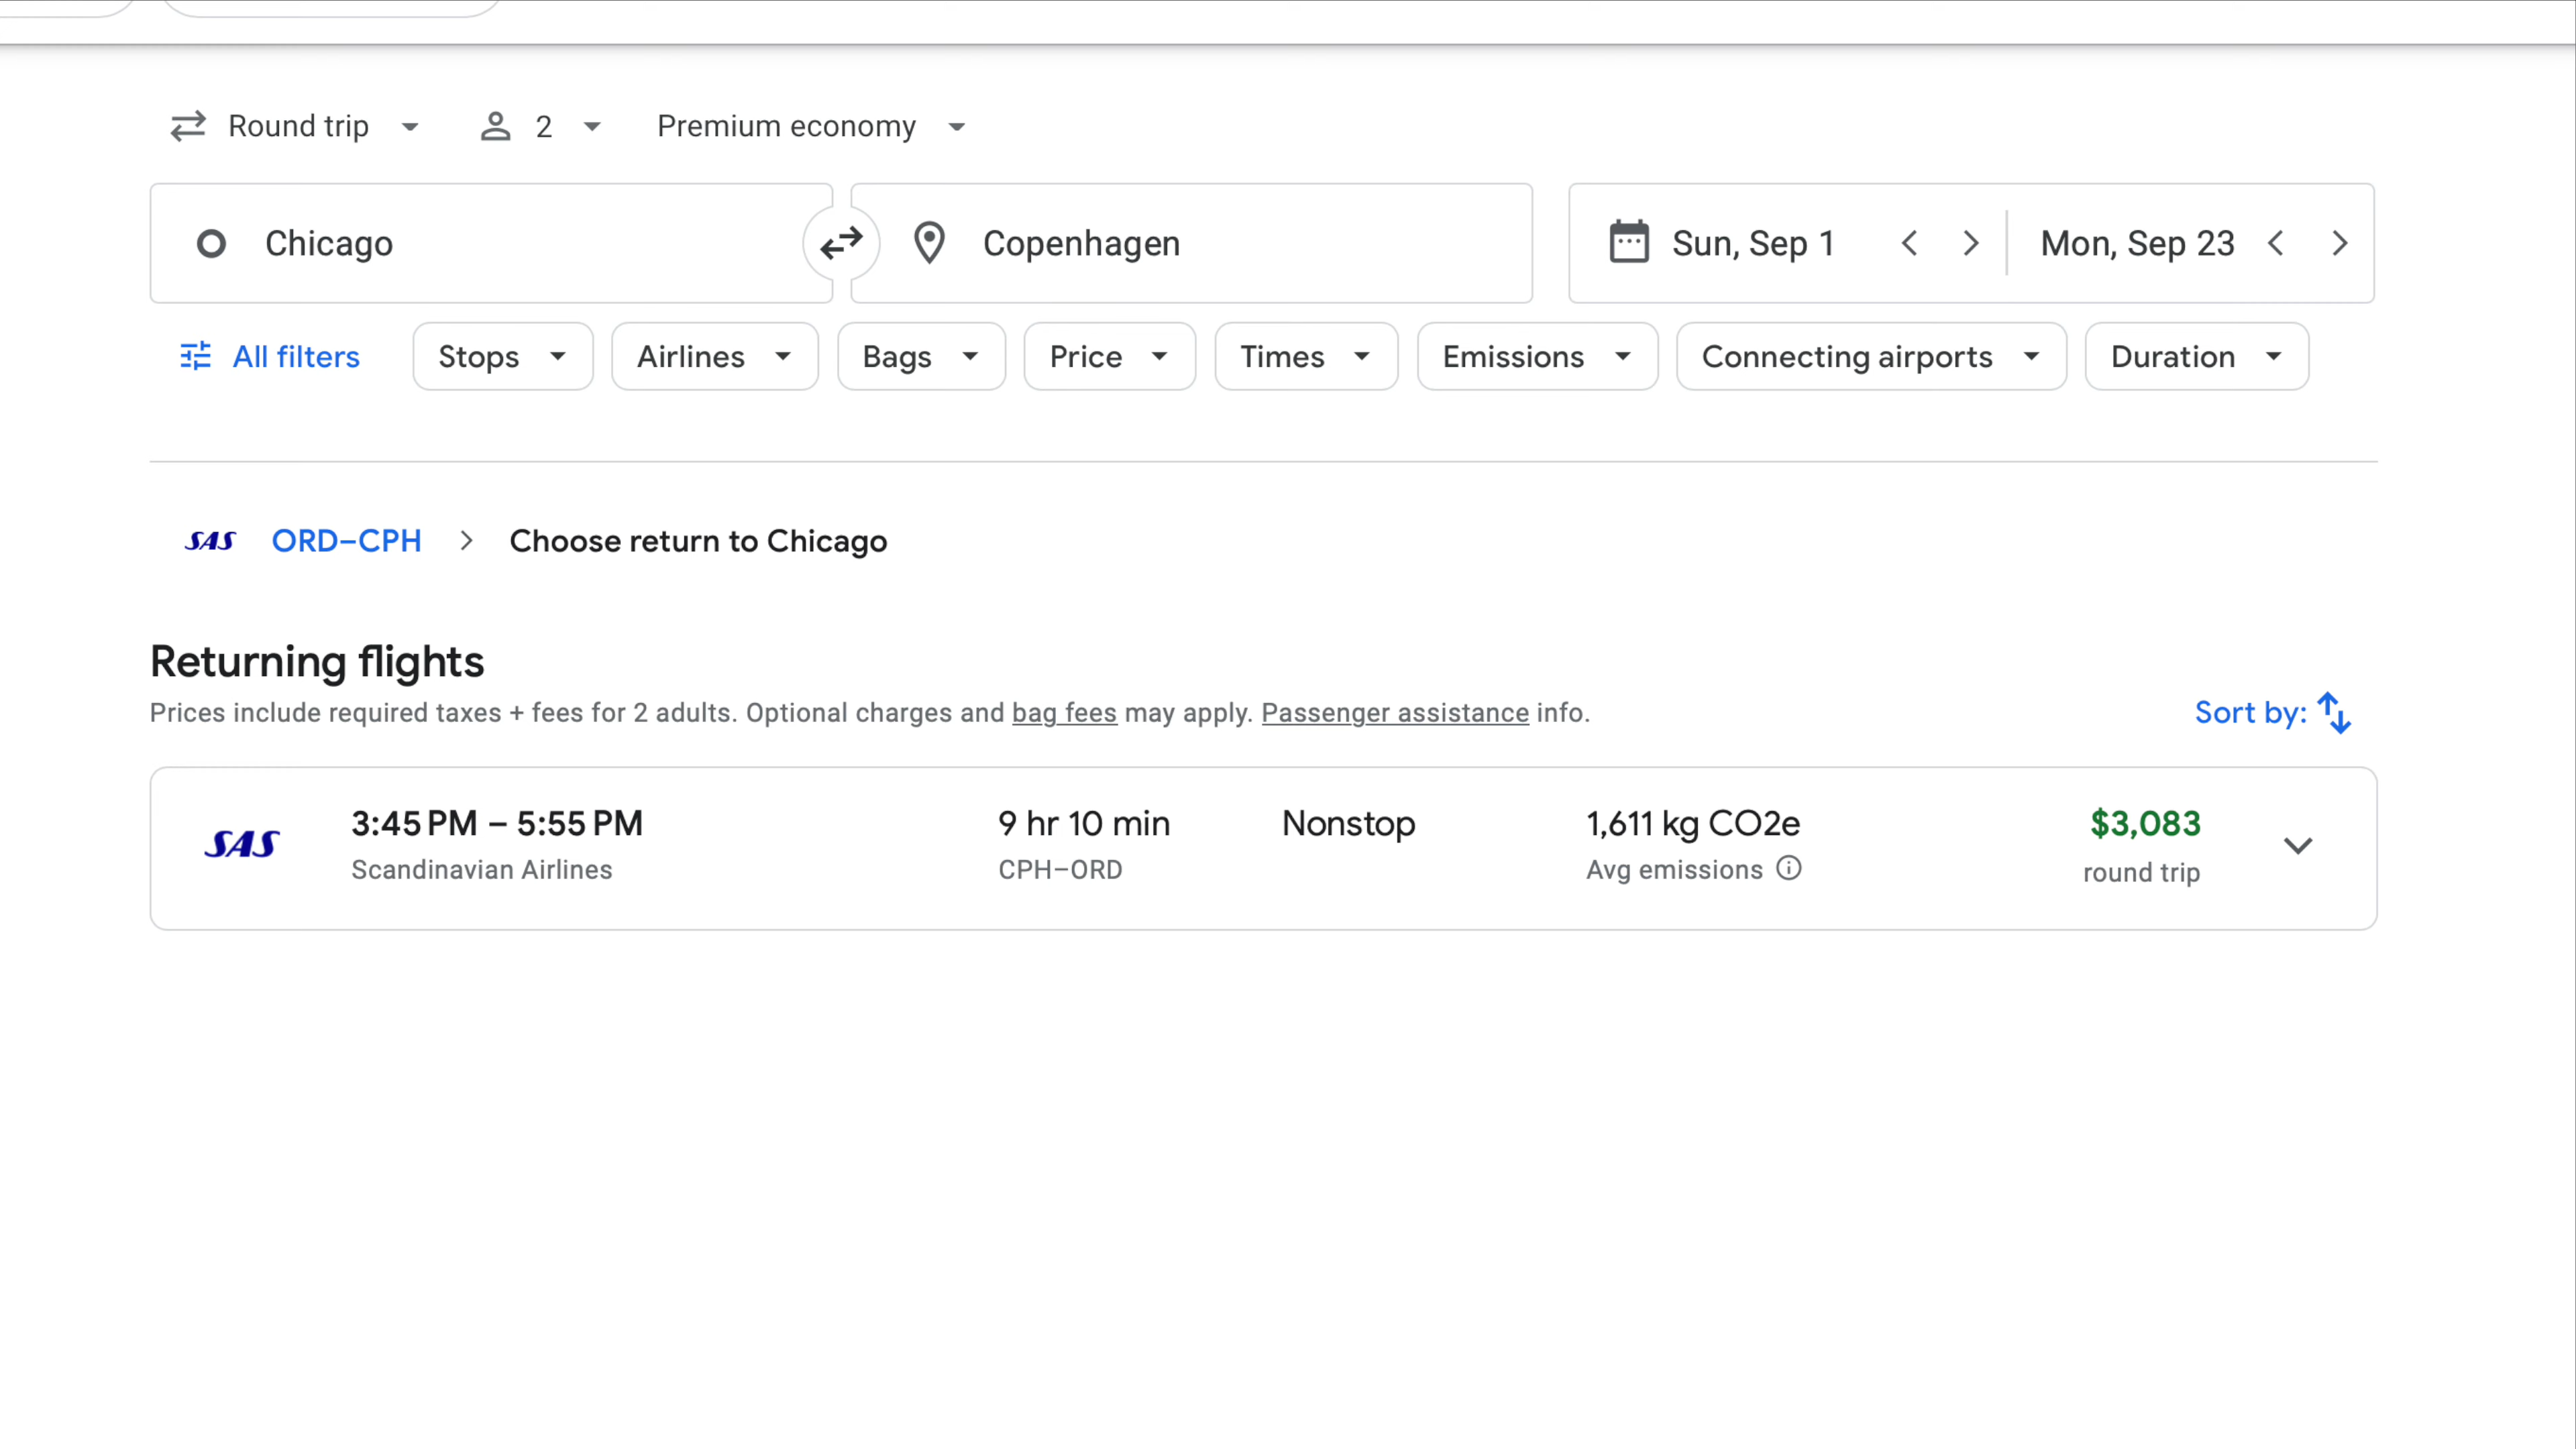 Round trip 2 Premium economy
Chicago Copenhagen Sun, Sep 1 Mon, Sep 23
All filters Stops Airlines Bags Price Times Emissions Connecting airports Duration
SAS ORD–CPH Choose return to Chicago
Returning flights
Prices include required taxes + fees for 2 adults. Optional charges and bag fees may apply. Passenger assistance info. Sort by:
SAS 3:45 PM – 5:55 PM 9 hr 10 min Nonstop 1,611 kg CO2e $3,083
Scandinavian Airlines CPH–ORD Avg emissions round trip